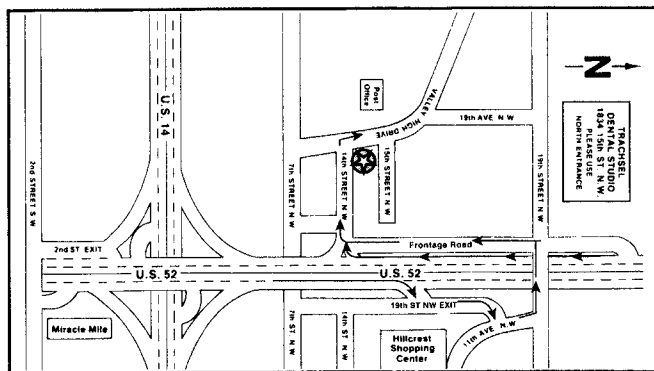 2nd STREET S W
U.S. 14
7th STREET N W
Post
Office
VALLEY HIGH DRIVE
14th STREET N W
15th STREET N W
19th AVE N W
19th STREET N W
N
TRACHSEL
DENTAL STUDIO
1834 15th ST N.W.
PLEASE USE
NORTH ENTRANCE
2nd ST EXIT
Frontage Road
U.S. 52
U.S. 52
19th ST NW EXIT
Miracle Mile
7th ST. N W
14th ST N W
Hillcrest
Shopping
Center
11th AVE N.W.